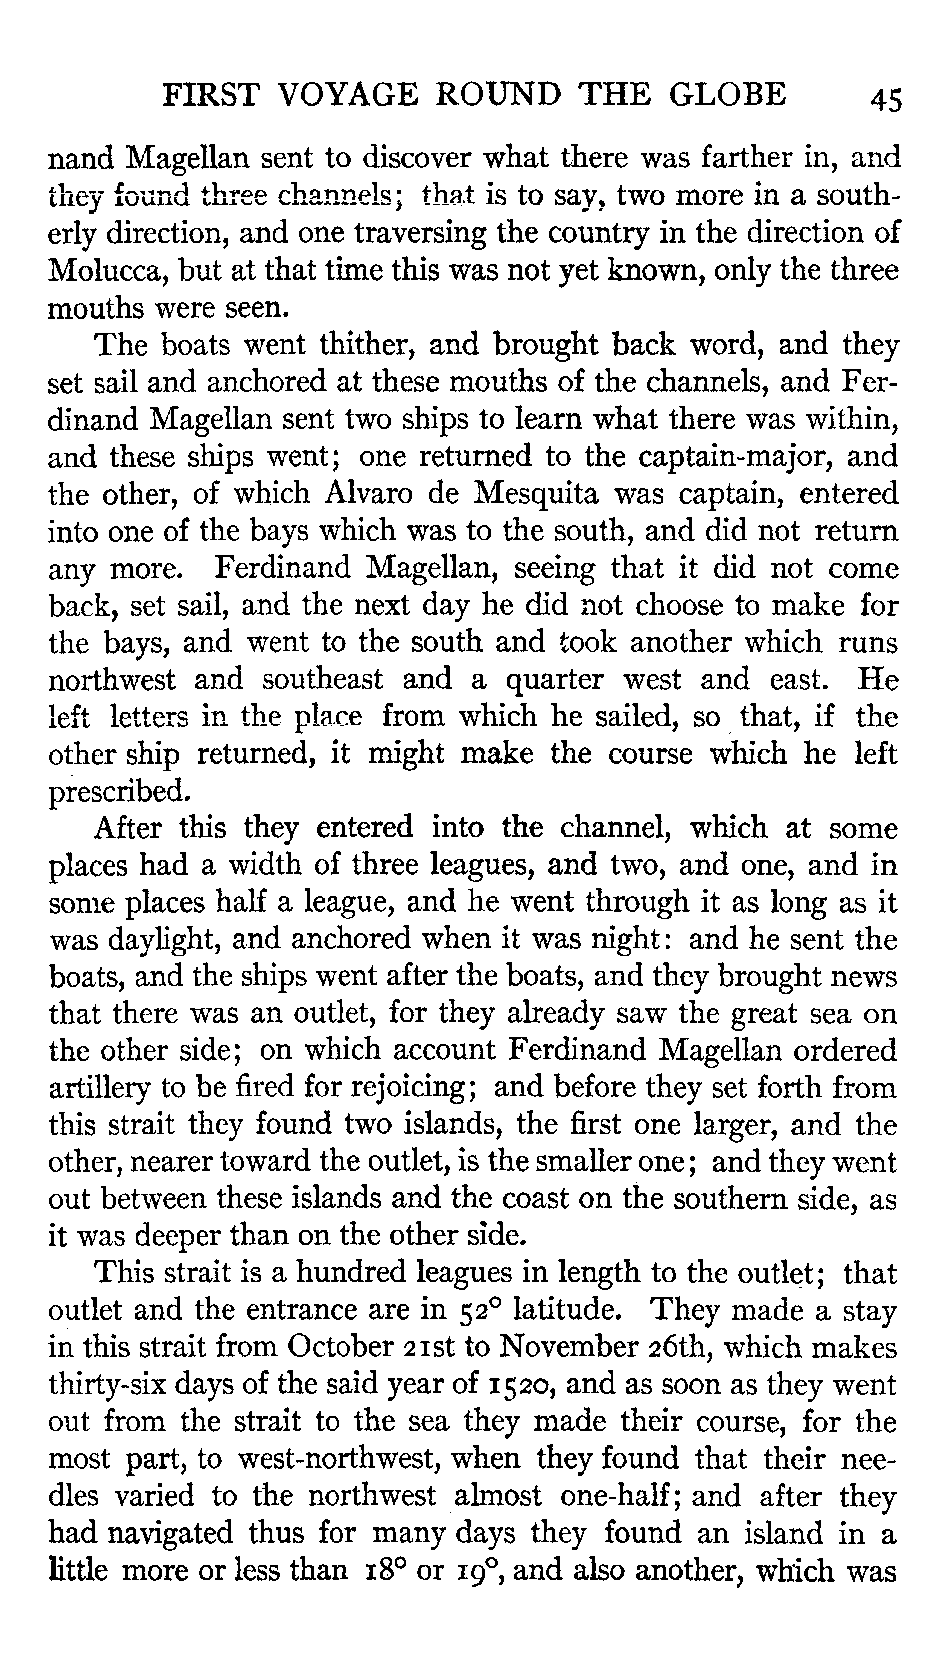 FIRST VOYAGE ROUND THE GLOBE 45
nand Magellan sent to discover what there was farther in, and
they found three channels; that is to say, two more in a south-
erly direction, and one traversing the country in the direction of
Molucca, but at that time this was not yet known, only the three
mouths were seen.
The boats went thither, and brought back word, and they
set sail and anchored at these mouths of the channels, and Fer-
dinand Magellan sent two ships to learn what there was within,
and these ships went; one returned to the captain-major, and
the other, of which Alvaro de Mesquita was captain, entered
into one of the bays which was to the south, and did not return
any more. Ferdinand Magellan, seeing that it did not come
back, set sail, and the next day he did not choose to make for
the bays, and went to the south and took another which runs
northwest and southeast and a quarter west and east. He
left letters in the place from which he sailed, so that, if the
other ship returned, it might make the course which he left
prescribed.
After this they entered into the channel, which at some
places had a width of three leagues, and two, and one, and in
some places half a league, and he went through it as long as it
was daylight, and anchored when it was night: and he sent the
boats, and the ships went after the boats, and they brought news
that there was an outlet, for they already saw the great sea on
the other side; on which account Ferdinand Magellan ordered
artillery to be fired for rejoicing; and before they set forth from
this strait they found two islands, the first one larger, and the
other, nearer toward the outlet, is the smaller one; and they went
out between these islands and the coast on the southern side, as
it was deeper than on the other side.
This strait is a hundred leagues in length to the outlet; that
outlet and the entrance are in 52° latitude. They made a stay
in this strait from October 21st to November 26th, which makes
thirty-six days of the said year of 1520, and as soon as they went
out from the strait to the sea they made their course, for the
most part, to west-northwest, when they found that their nee-
dles varied to the northwest almost one-half; and after they
had navigated thus for many days they found an island in a
little more or less than 18° or 19°, and also another, which was